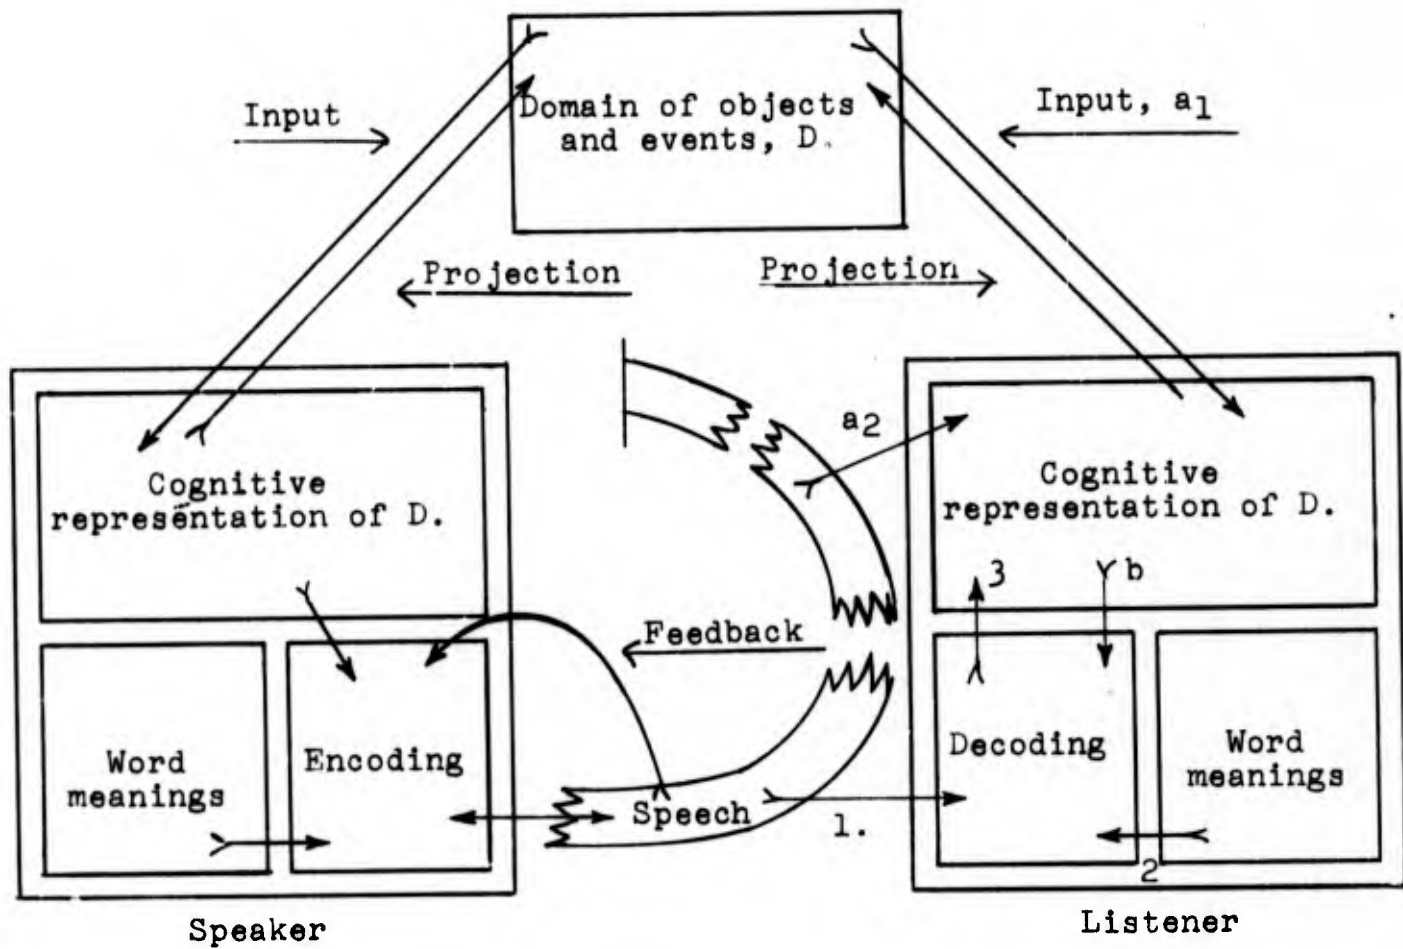 Input
Domain of objects
and events, D.
Input, a1
Projection
Projection
a2
Cognitive
representation of D.
Cognitive
representation of D.
3
b
Feedback
Word
meanings
Encoding
Speech
1.
Decoding
Word
meanings
2
Speaker
Listener